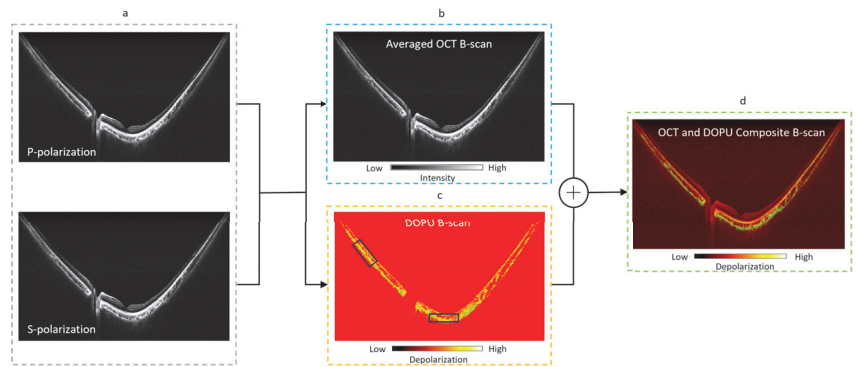 a
P-polarization
S-polarization
b
Averaged OCT B-scan
Low High
Intensity
c
DOPU B-scan
Low High
Depolarization
d
OCT and DOPU Composite B-scan
Low High
Depolarization